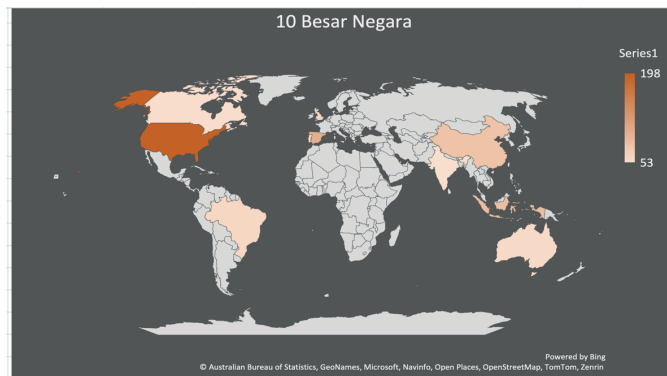 10 Besar Negara
Series1
198
53
Powered by Bing
© Australian Bureau of Statistics, GeoNames, Microsoft, Navinfo, Open Places, OpenStreetMap, TomTom, Zenrin